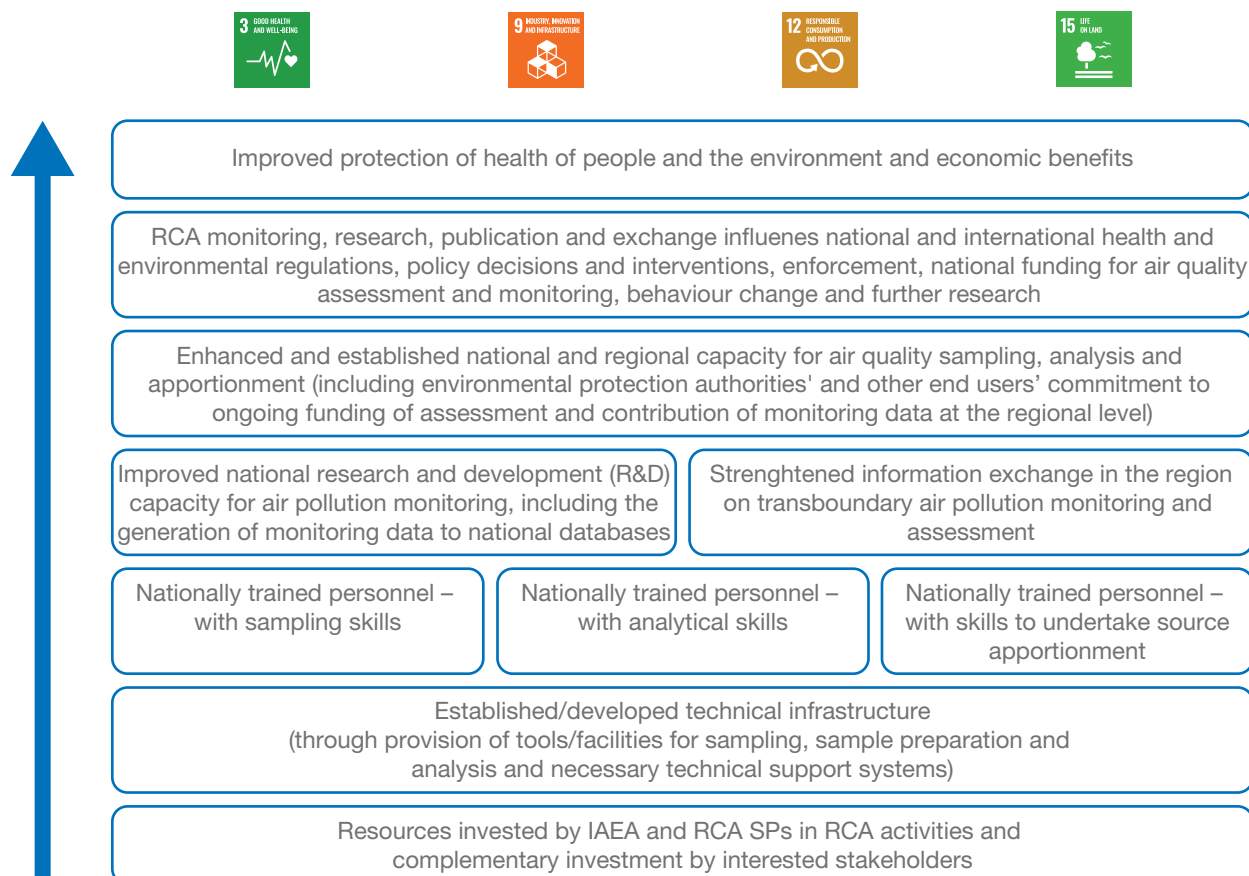 3 GOOD HEALTH
AND WELL-BEING
9 INDUSTRY, INNOVATION
AND INFRASTRUCTURE
12 RESPONSIBLE
CONSUMPTION
AND PRODUCTION
15 LIFE
ON LAND
Improved protection of health of people and the environment and economic benefits
RCA monitoring, research, publication and exchange influenes national and international health and
environmental regulations, policy decisions and interventions, enforcement, national funding for air quality
assessment and monitoring, behaviour change and further research
Enhanced and established national and regional capacity for air quality sampling, analysis and
apportionment (including environmental protection authorities' and other end users’ commitment to
ongoing funding of assessment and contribution of monitoring data at the regional level)
Improved national research and development (R&D)
capacity for air pollution monitoring, including the
generation of monitoring data to national databases
Strenghtened information exchange in the region
on transboundary air pollution monitoring and
assessment
Nationally trained personnel –
with sampling skills
Nationally trained personnel –
with analytical skills
Nationally trained personnel –
with skills to undertake source
apportionment
Established/developed technical infrastructure
(through provision of tools/facilities for sampling, sample preparation and
analysis and necessary technical support systems)
Resources invested by IAEA and RCA SPs in RCA activities and
complementary investment by interested stakeholders